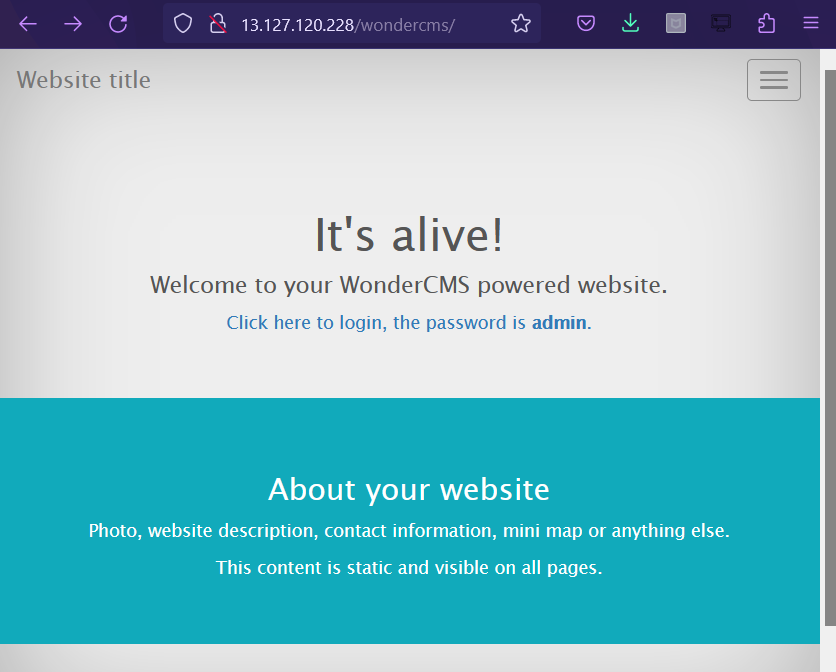 13.127.120.228/wondercms/
Website title
It's alive!
Welcome to your WonderCMS powered website.
Click here to login, the password is admin.
About your website
Photo, website description, contact information, mini map or anything else.
This content is static and visible on all pages.